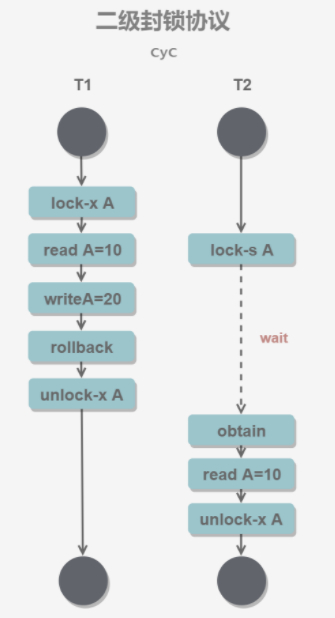 二级封锁协议
CyC
T1
T2
lock-x A
read A=10
lock-s A
writeA=20
rollback
wait
unlock-x A
obtain
read A=10
unlock-x A